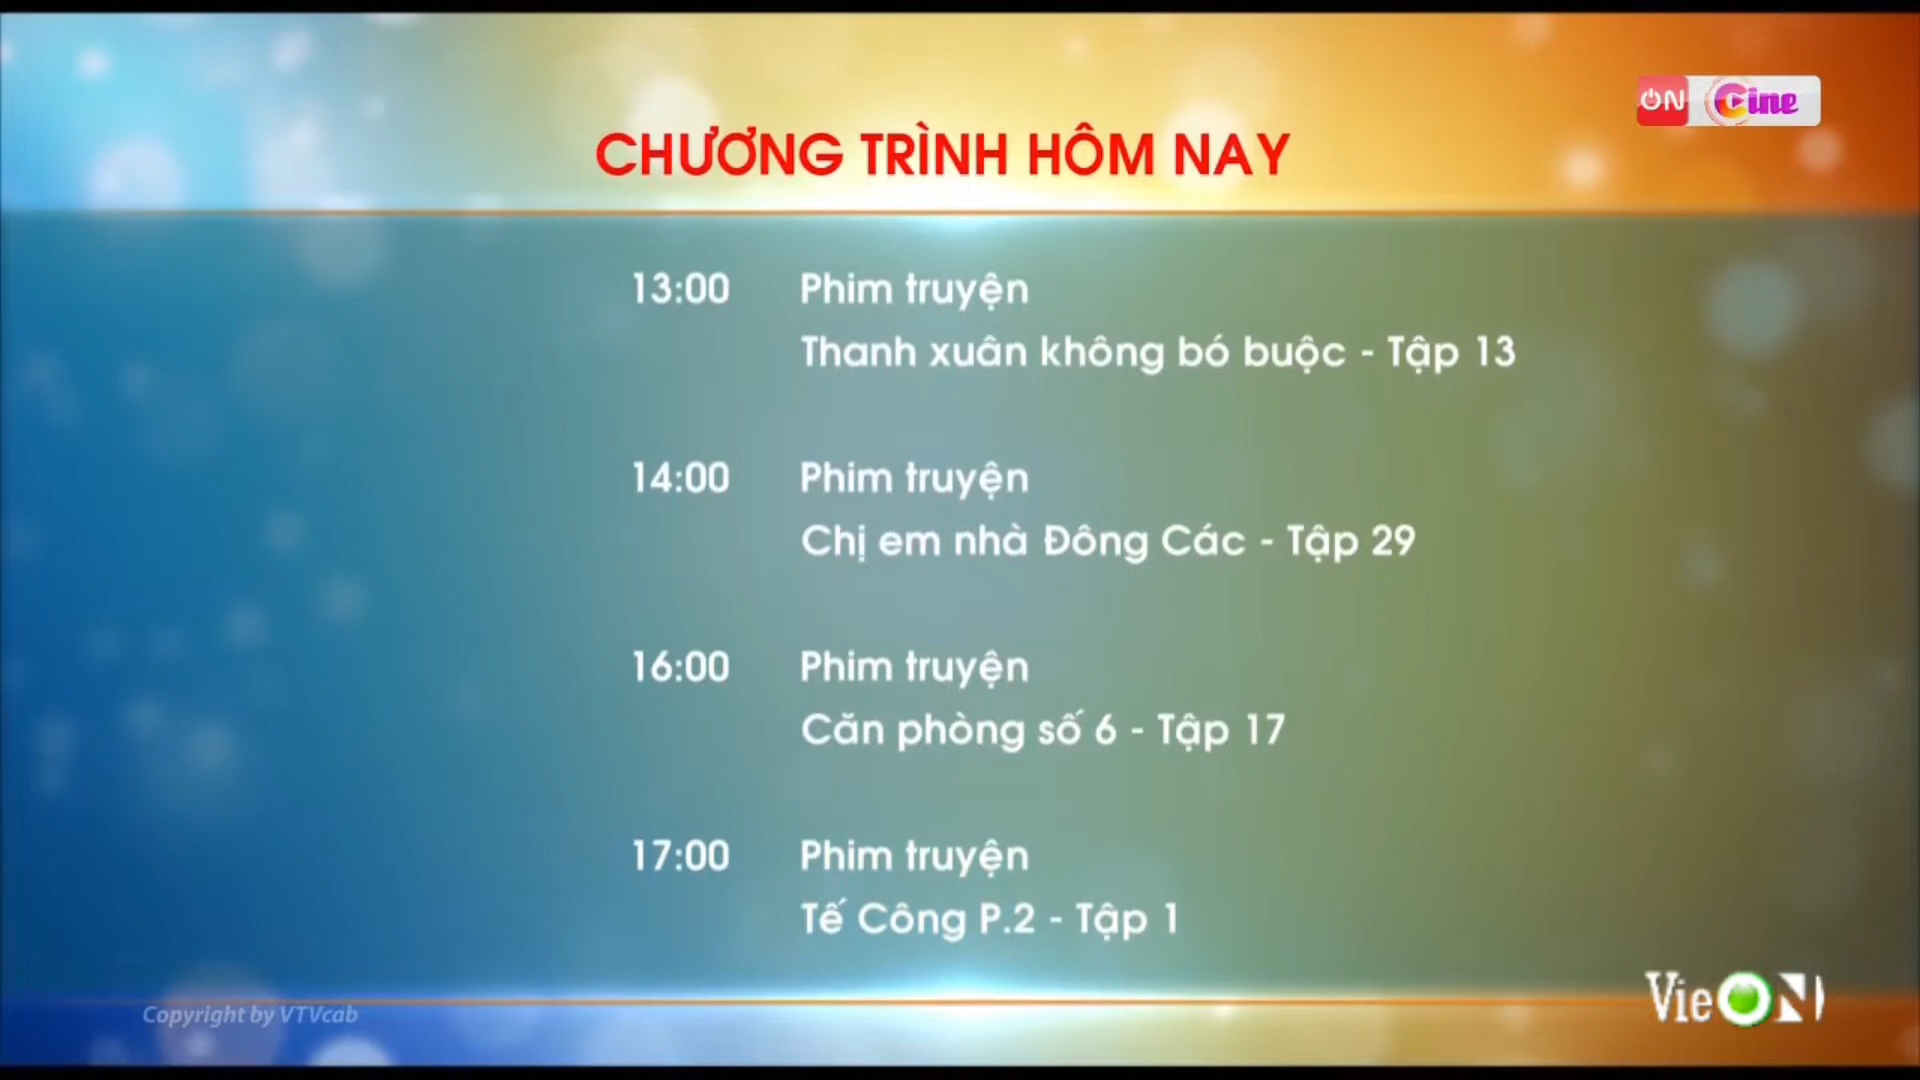 ON Cine
CHƯƠNG TRÌNH HÔM NAY
13:00 Phim truyện
Thanh xuân không bó buộc - Tập 13
14:00 Phim truyện
Chị em nhà Đông Các - Tập 29
16:00 Phim truyện
Căn phòng số 6 - Tập 17
17:00 Phim truyện
Tế Công P.2 - Tập 1
Copyright by VTVcab
VieON